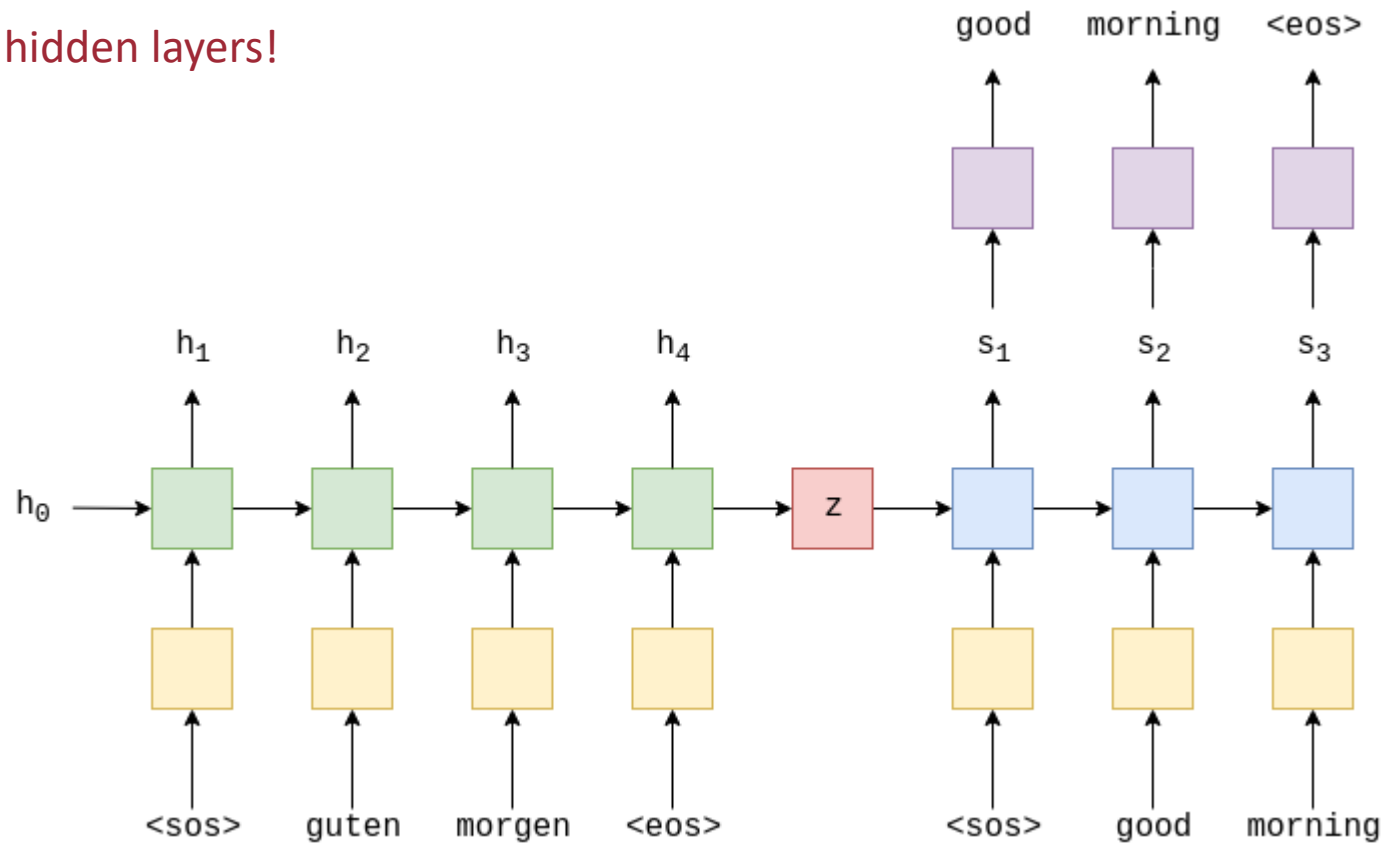 hidden layers!
good morning <eos>
h₁ h₂ h₃ h₄ s₁ s₂ s₃
h₀ z
<sos> guten morgen <eos> <sos> good morning